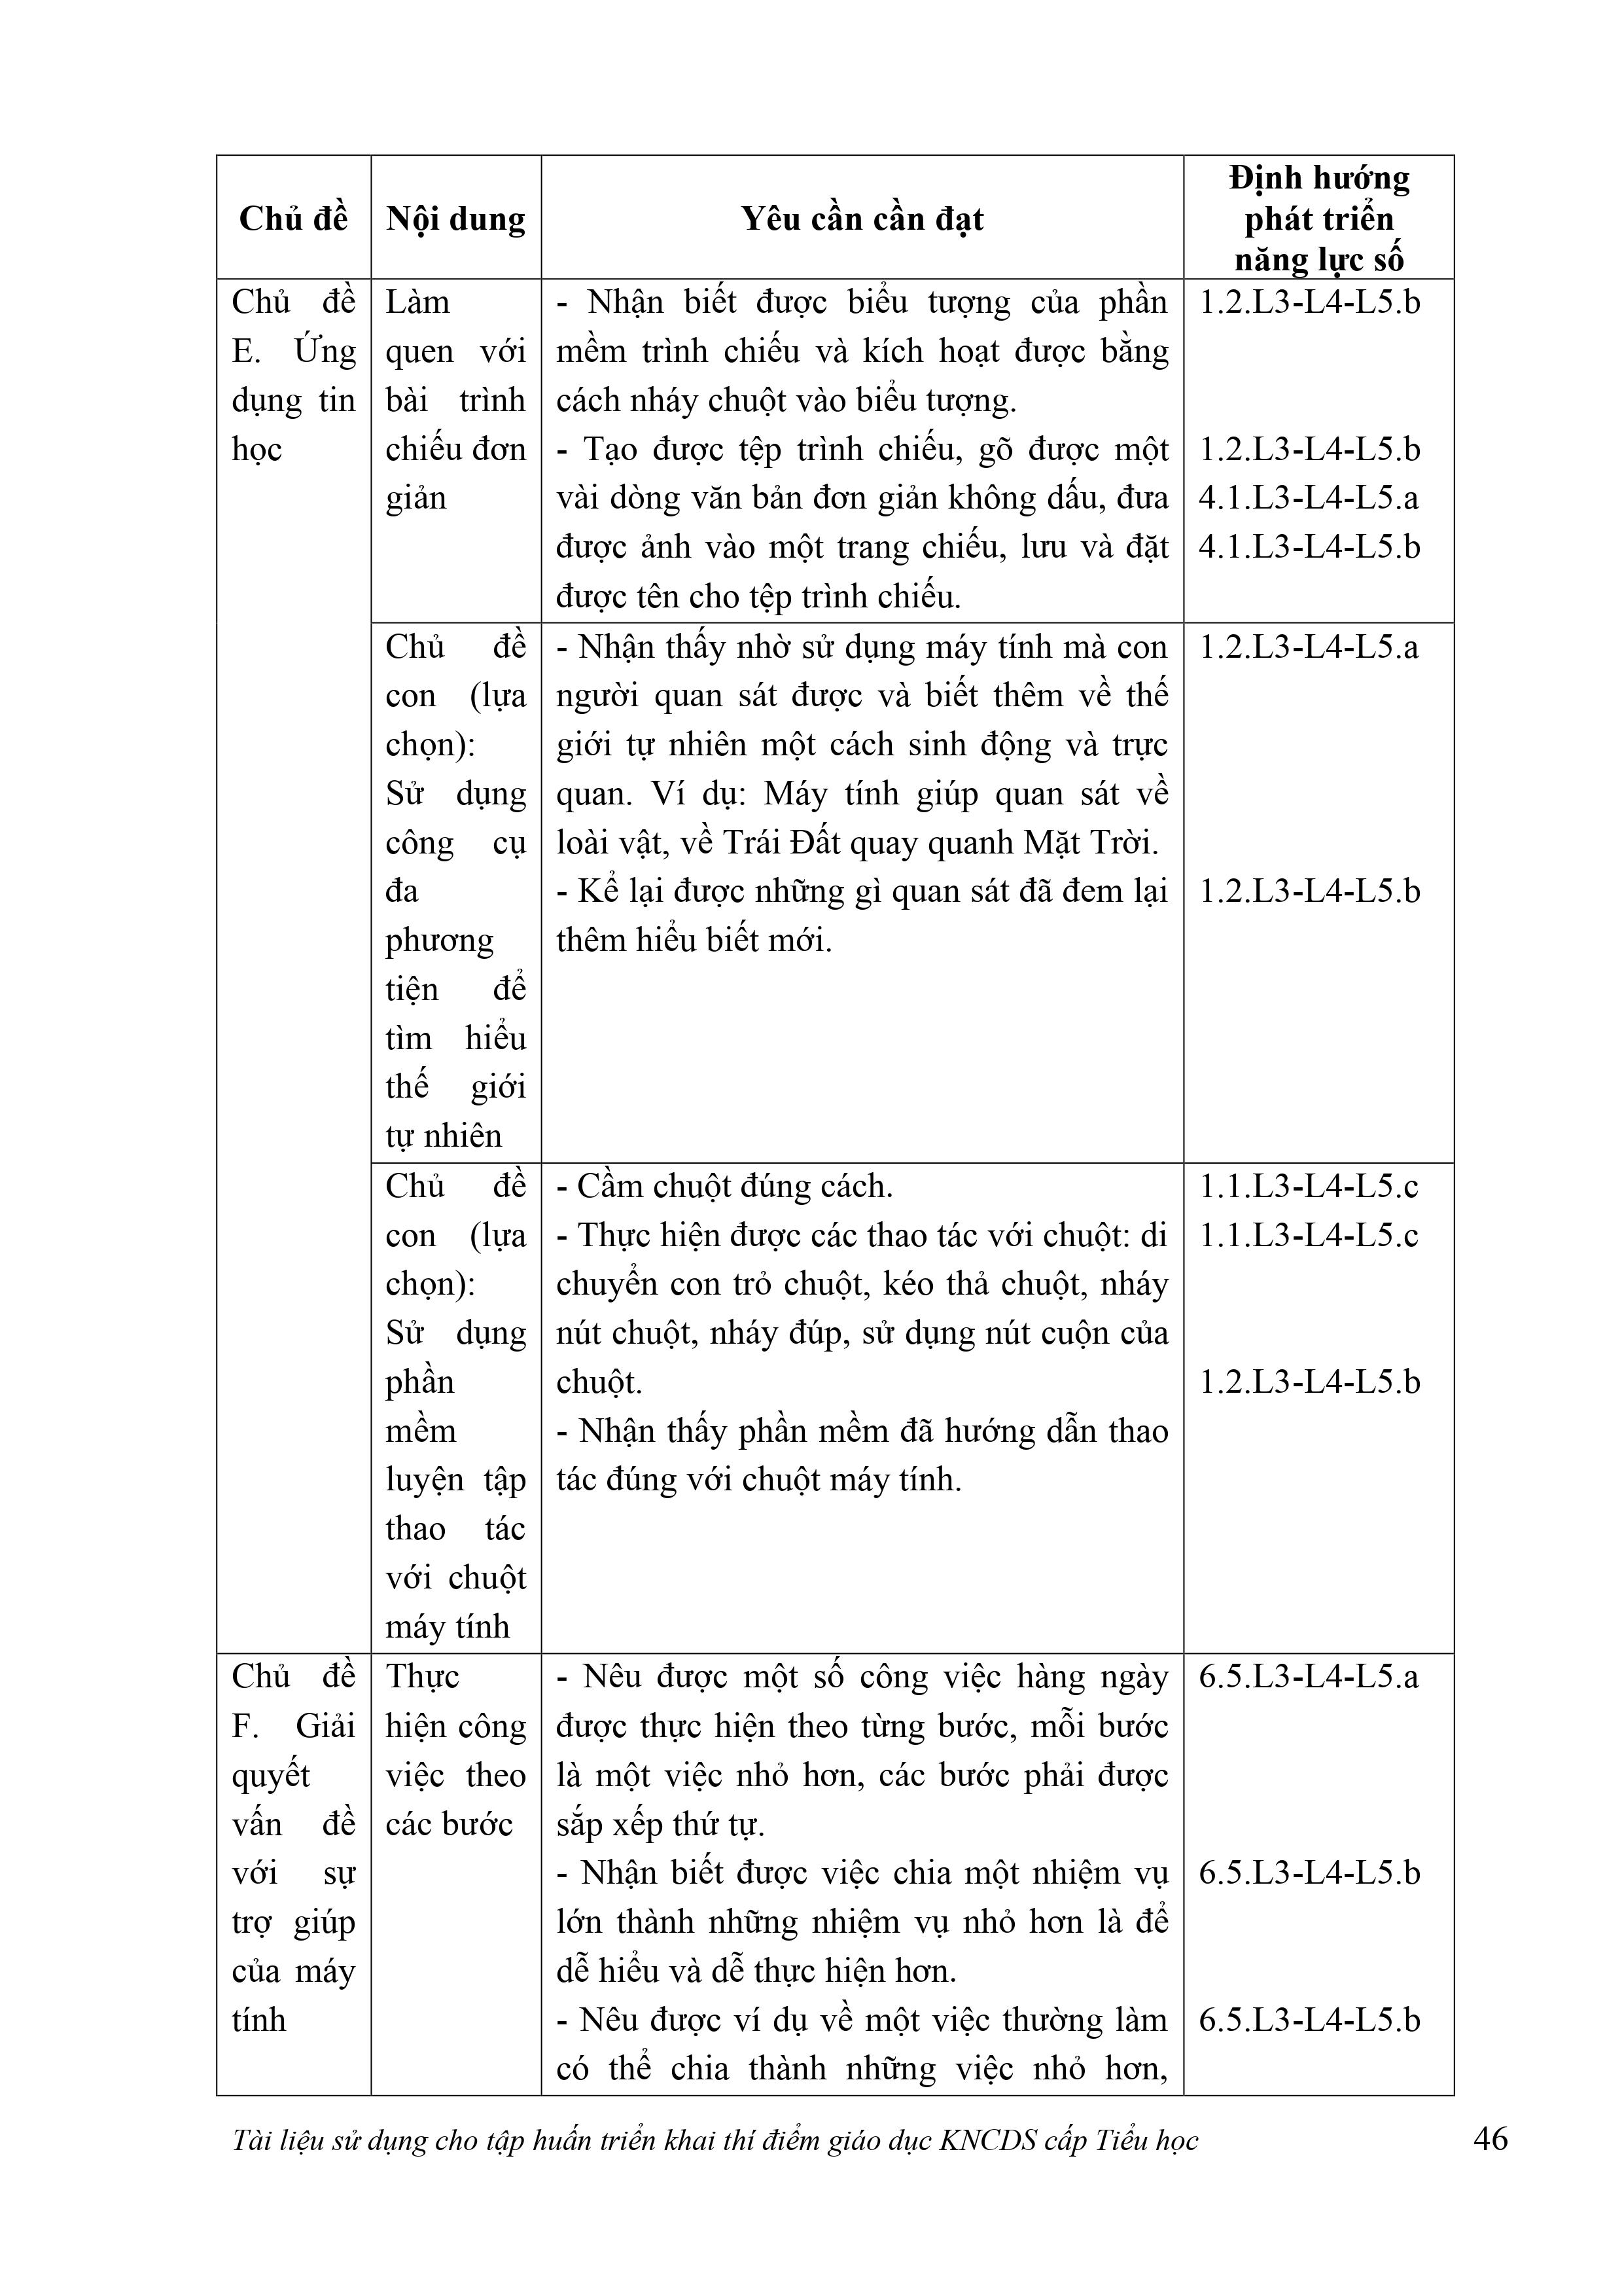 Chủ đề
Nội dung
Yêu cần cần đạt
Định hướng
phát triển
năng lực số
Chủ đề
E. Ứng
dụng tin
học
Làm
quen với
bài trình
chiếu đơn
giản
- Nhận biết được biểu tượng của phần
mềm trình chiếu và kích hoạt được bằng
cách nháy chuột vào biểu tượng.
- Tạo được tệp trình chiếu, gõ được một
vài dòng văn bản đơn giản không dấu, đưa
được ảnh vào một trang chiếu, lưu và đặt
được tên cho tệp trình chiếu.
1.2.L3-L4-L5.b
1.2.L3-L4-L5.b
4.1.L3-L4-L5.a
4.1.L3-L4-L5.b
Chủ đề
con (lựa
chọn):
Sử dụng
công cụ
đa
phương
tiện để
tìm hiểu
thế giới
tự nhiên
- Nhận thấy nhờ sử dụng máy tính mà con
người quan sát được và biết thêm về thế
giới tự nhiên một cách sinh động và trực
quan. Ví dụ: Máy tính giúp quan sát về
loài vật, về Trái Đất quay quanh Mặt Trời.
- Kể lại được những gì quan sát đã đem lại
thêm hiểu biết mới.
1.2.L3-L4-L5.a
1.2.L3-L4-L5.b
Chủ đề
con (lựa
chọn):
Sử dụng
phần
mềm
luyện tập
thao tác
với chuột
máy tính
- Cầm chuột đúng cách.
- Thực hiện được các thao tác với chuột: di
chuyển con trỏ chuột, kéo thả chuột, nháy
nút chuột, nháy đúp, sử dụng nút cuộn của
chuột.
- Nhận thấy phần mềm đã hướng dẫn thao
tác đúng với chuột máy tính.
1.1.L3-L4-L5.c
1.1.L3-L4-L5.c
1.2.L3-L4-L5.b
Chủ đề
F. Giải
quyết
vấn đề
với sự
trợ giúp
của máy
tính
Thực
hiện công
việc theo
các bước
- Nêu được một số công việc hàng ngày
được thực hiện theo từng bước, mỗi bước
là một việc nhỏ hơn, các bước phải được
sắp xếp thứ tự.
- Nhận biết được việc chia một nhiệm vụ
lớn thành những nhiệm vụ nhỏ hơn là để
dễ hiểu và dễ thực hiện hơn.
- Nêu được ví dụ về một việc thường làm
có thể chia thành những việc nhỏ hơn,
6.5.L3-L4-L5.a
6.5.L3-L4-L5.b
6.5.L3-L4-L5.b
Tài liệu sử dụng cho tập huấn triển khai thí điểm giáo dục KNCDS cấp Tiểu học
46